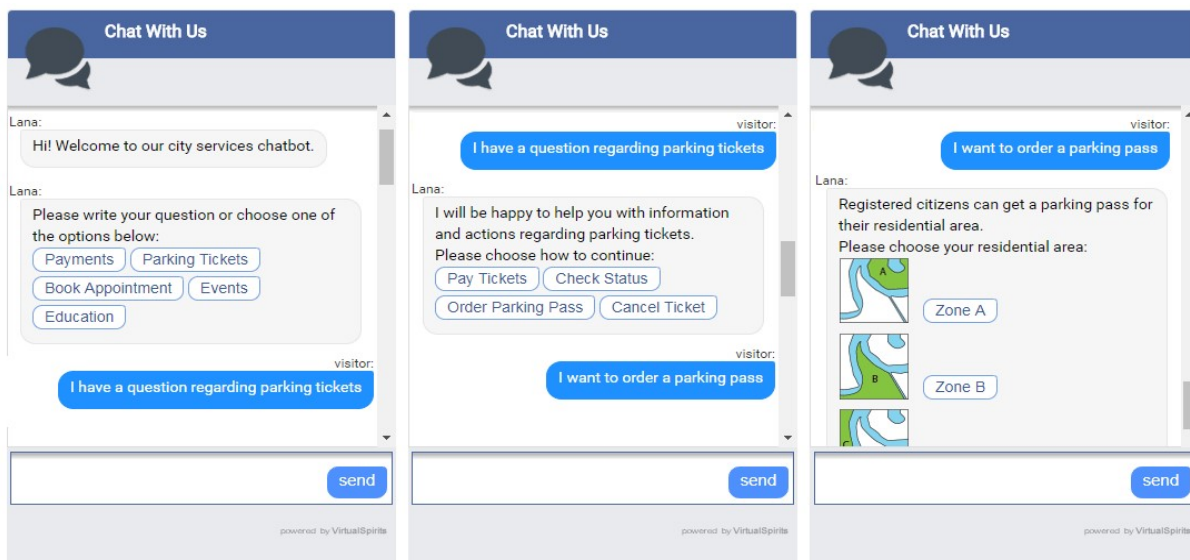 Chat With Us
Lana:
Hi! Welcome to our city services chatbot.
Lana:
Please write your question or choose one of
the options below:
Payments Parking Tickets
Book Appointment Events
Education
visitor:
I have a question regarding parking tickets
send
powered by VirtualSpirits
Chat With Us
visitor:
I have a question regarding parking tickets
Lana:
I will be happy to help you with information
and actions regarding parking tickets.
Please choose how to continue:
Pay Tickets Check Status
Order Parking Pass Cancel Ticket
visitor:
I want to order a parking pass
send
powered by VirtualSpirits
Chat With Us
visitor:
I want to order a parking pass
Lana:
Registered citizens can get a parking pass for
their residential area.
Please choose your residential area:
A
Zone A
B
Zone B
C
send
powered by VirtualSpirits